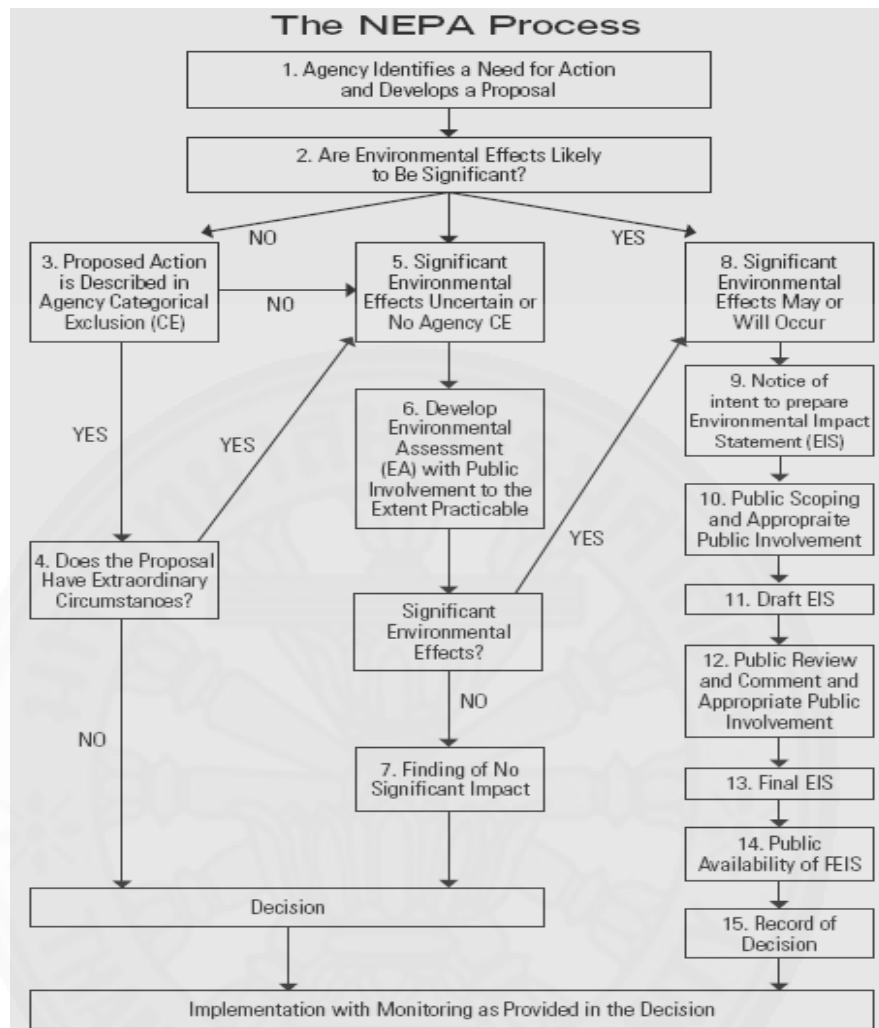 The NEPA Process
1. Agency Identifies a Need for Action
and Develops a Proposal
2. Are Environmental Effects Likely
to Be Significant?
NO
YES
3. Proposed Action
is Described in
Agency Categorical
Exclusion (CE)
NO
5. Significant
Environmental
Effects Uncertain or
No Agency CE
8. Significant
Environmental
Effects May or
Will Occur
YES
YES
6. Develop
Environmental
Assessment
(EA) with Public
Involvement to the
Extent Practicable
YES
9. Notice of
intent to prepare
Environmental Impact
Statement (EIS)
10. Public Scoping
and Appropraite
Public Involvement
4. Does the Proposal
Have Extraordinary
Circumstances?
Significant
Environmental
Effects?
11. Draft EIS
12. Public Review
and Comment and
Appropriate Public
Involvement
NO
NO
7. Finding of No
Significant Impact
13. Final EIS
14. Public
Availability of FEIS
Decision
15. Record of
Decision
Implementation with Monitoring as Provided in the Decision